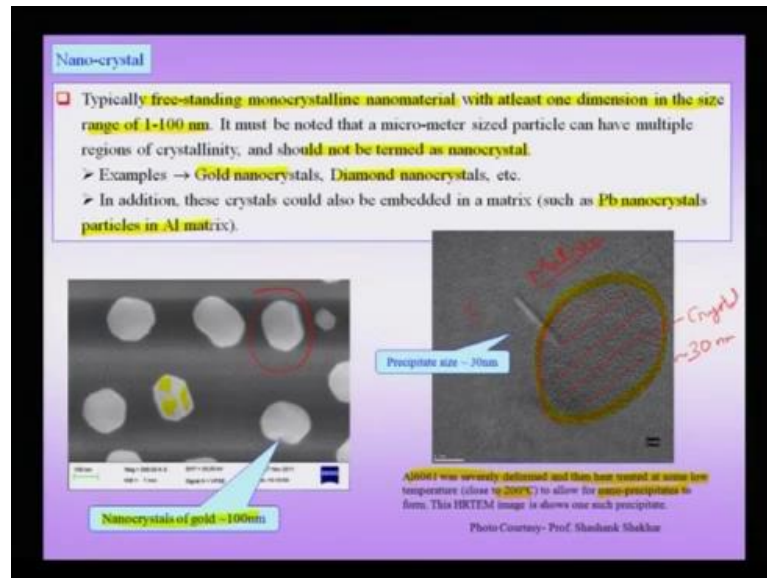 Nano-crystal
Typically free-standing monocrystalline nanomaterial with atleast one dimension in the size
range of 1-100 nm. It must be noted that a micro-meter sized particle can have multiple
regions of crystallinity, and should not be termed as nanocrystal.
➤ Examples → Gold nanocrystals, Diamond nanocrystals, etc.
➤ In addition, these crystals could also be embedded in a matrix (such as Pb nanocrystals
particles in Al matrix).
Matrix
Crystal
~30 nm
Precipitate size ~ 30nm
Nanocrystals of gold ~100nm
Al6061 was severely deformed and then heat treated at some low
temperature (close to 200°C) to allow for nano-precipitates to
form. This HRTEM image is shows one such precipitate.
Photo Courtesy- Prof. Shashank Shekhar